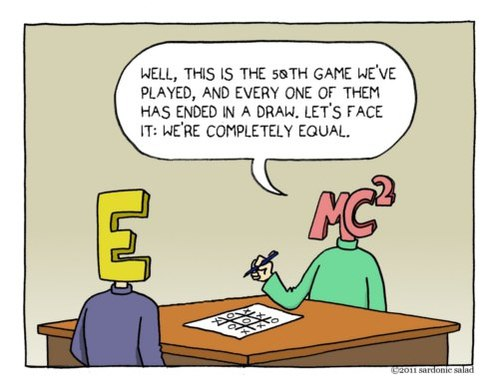 WELL, THIS IS THE 50TH GAME WE'VE
PLAYED, AND EVERY ONE OF THEM
HAS ENDED IN A DRAW. LET'S FACE
IT: WE'RE COMPLETELY EQUAL.
E
MC²
©2011 sardonic salad